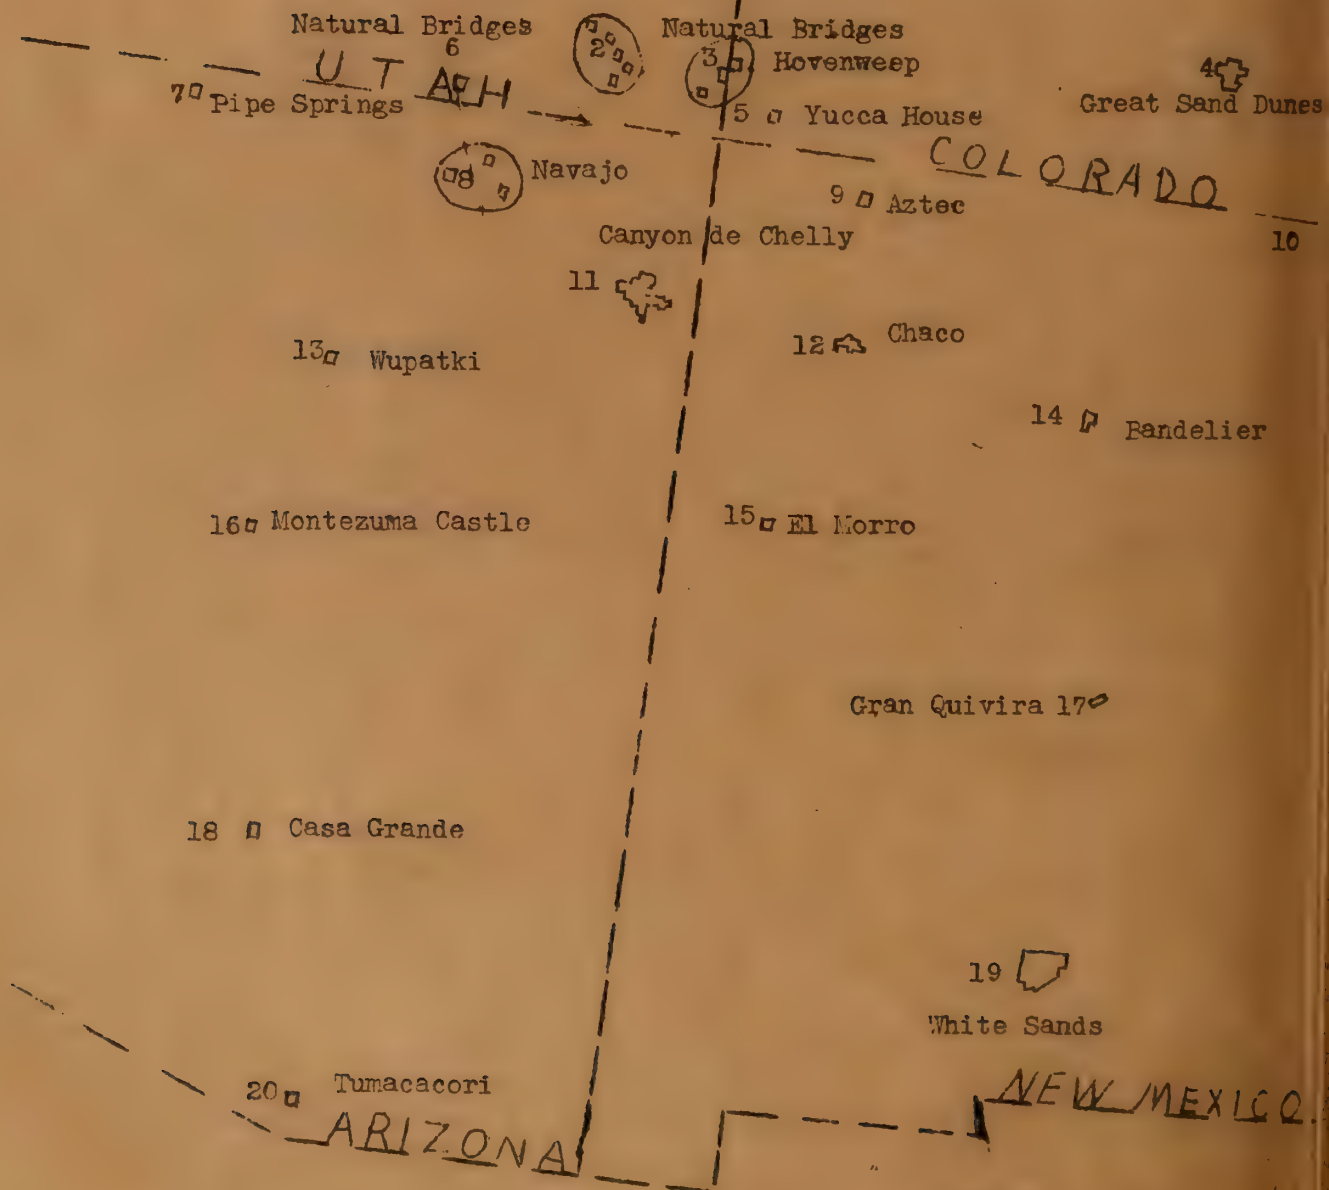 Natural Bridges
6
2
Natural Bridges
3 Hovenweep
4
Great Sand Dunes
UTAH
7 Pipe Springs
5 Yucca House
COLORADO
8 Navajo
9 Aztec
10
Canyon de Chelly
11
12 Chaco
13 Wupatki
14 Bandelier
16 Montezuma Castle
15 El Morro
Gran Quivira 17
18 Casa Grande
19
White Sands
20 Tumacacori
NEW MEXICO
ARIZONA